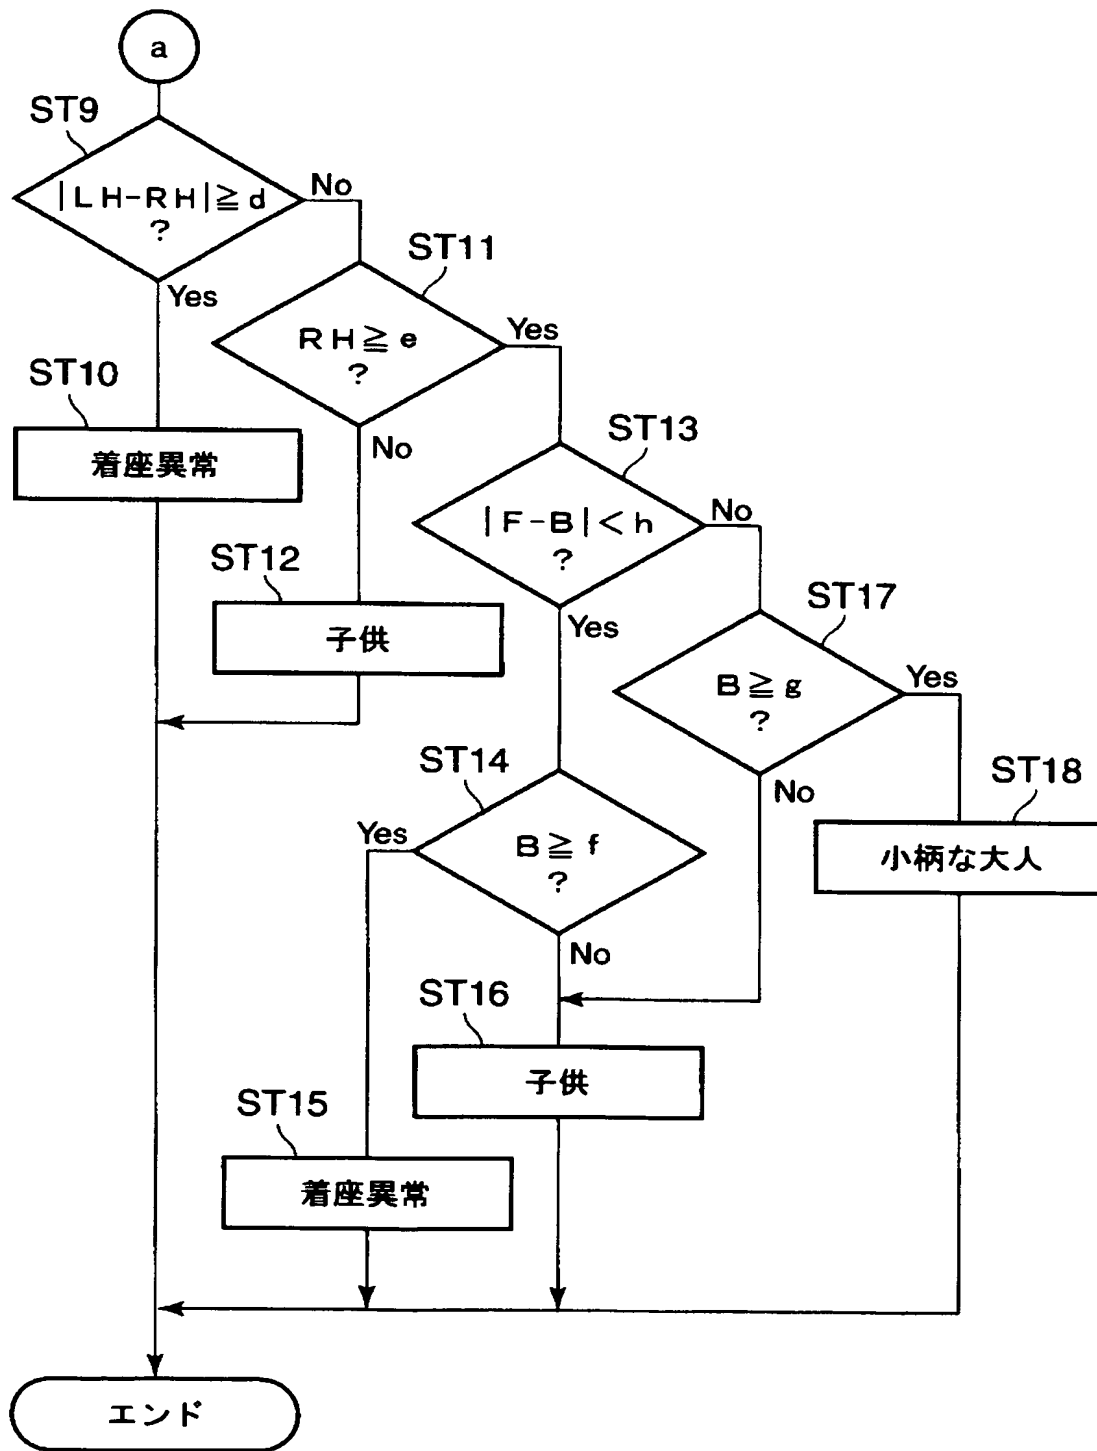 a
ST9
|LH-RH|≧d
?
No
Yes
ST11
RH≧e
?
Yes
No
ST10
着座異常
ST13
|F-B|<h
?
No
Yes
ST12
子供
ST17
B≧g
?
Yes
No
ST14
B≧f
?
Yes
No
ST18
小柄な大人
ST16
子供
ST15
着座異常
エンド